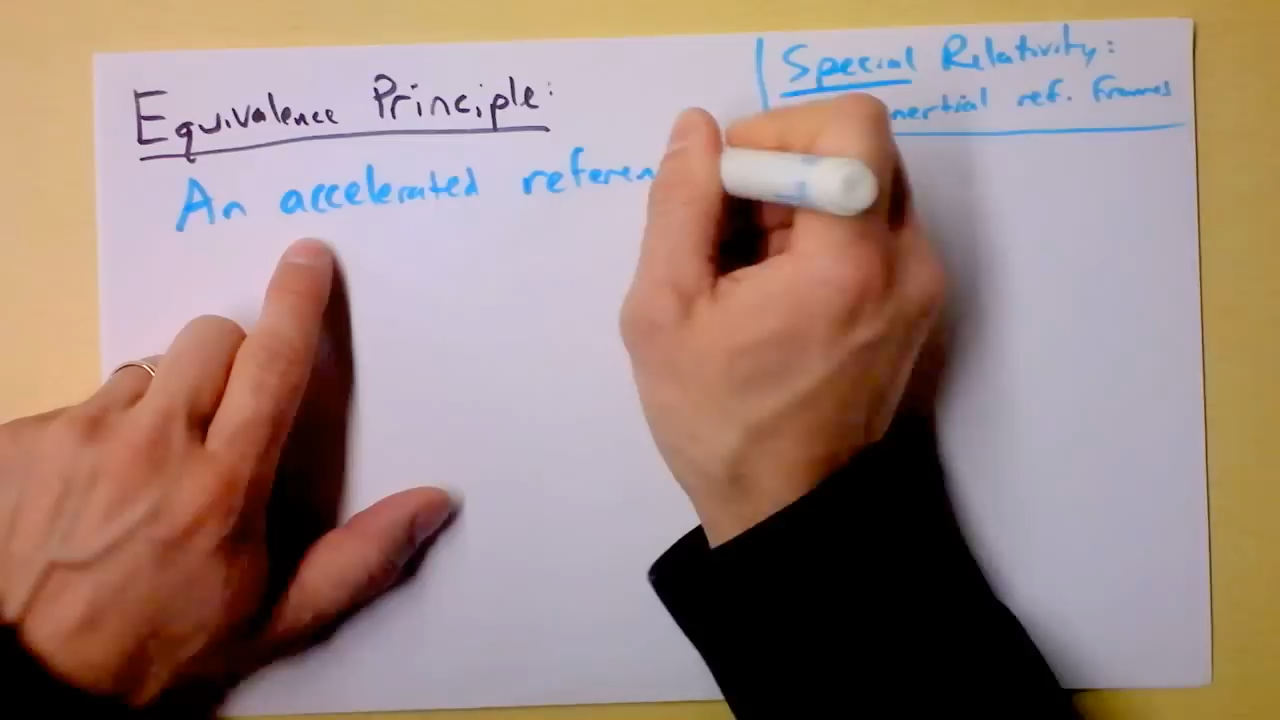 Equivalence Principle:
Special Relativity:
nertial ref. Frames
An accelerated referen